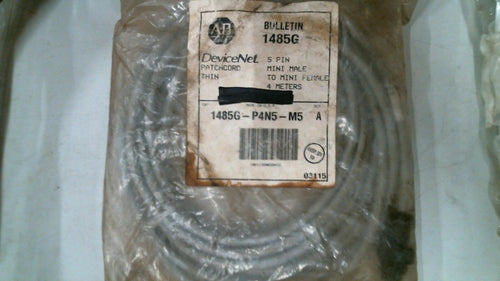 AB
BULLETIN
1485G
DeviceNet 5 PIN
PATCHCORD MINI MALE
THIN TO MINI FEMALE
4 METERS
1485G-P4N5-M5 A
03115